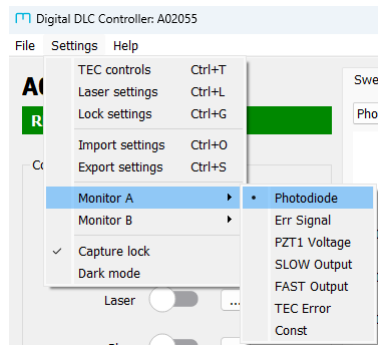 Digital DLC Controller: A02055
File Settings Help
TEC controls Ctrl+T
Laser settings Ctrl+L
Lock settings Ctrl+G
Import settings Ctrl+O
Export settings Ctrl+S
Monitor A
Monitor B
Capture lock
Dark mode
Photodiode
Err Signal
PZT1 Voltage
SLOW Output
FAST Output
TEC Error
Const
Laser
...